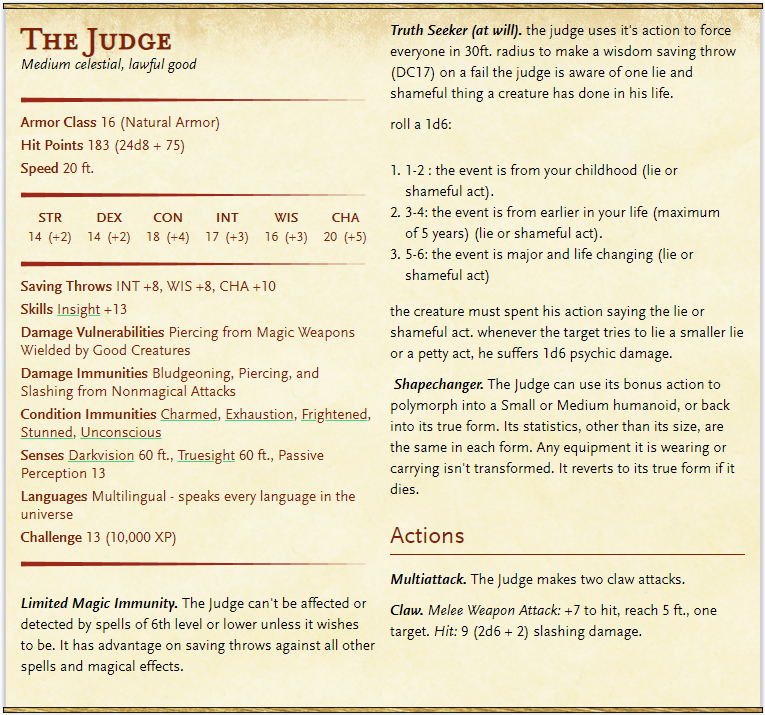 The Judge
Medium celestial, lawful good
Armor Class 16 (Natural Armor)
Hit Points 183 (24d8 + 75)
Speed 20 ft.
STR DEX CON INT WIS CHA
14 (+2) 14 (+2) 18 (+4) 17 (+3) 16 (+3) 20 (+5)
Saving Throws INT +8, WIS +8, CHA +10
Skills Insight +13
Damage Vulnerabilities Piercing from Magic Weapons
Wielded by Good Creatures
Damage Immunities Bludgeoning, Piercing, and
Slashing from Nonmagical Attacks
Condition Immunities Charmed, Exhaustion, Frightened,
Stunned, Unconscious
Senses Darkvision 60 ft., Truesight 60 ft., Passive
Perception 13
Languages Multilingual - speaks every language in the
universe
Challenge 13 (10,000 XP)
Limited Magic Immunity. The Judge can't be affected or
detected by spells of 6th level or lower unless it wishes
to be. It has advantage on saving throws against all other
spells and magical effects.
Truth Seeker (at will). the judge uses it's action to force
everyone in 30ft. radius to make a wisdom saving throw
(DC17) on a fail the judge is aware of one lie and
shameful thing a creature has done in his life.
roll a 1d6:
1. 1-2 : the event is from your childhood (lie or
shameful act).
2. 3-4: the event is from earlier in your life (maximum
of 5 years) (lie or shameful act).
3. 5-6: the event is major and life changing (lie or
shameful act)
the creature must spent his action saying the lie or
shameful act. whenever the target tries to lie a smaller lie
or a petty act, he suffers 1d6 psychic damage.
Shapechanger. The Judge can use its bonus action to
polymorph into a Small or Medium humanoid, or back
into its true form. Its statistics, other than its size, are
the same in each form. Any equipment it is wearing or
carrying isn't transformed. It reverts to its true form if it
dies.
Actions
Multiattack. The Judge makes two claw attacks.
Claw. Melee Weapon Attack: +7 to hit, reach 5 ft., one
target. Hit: 9 (2d6 + 2) slashing damage.